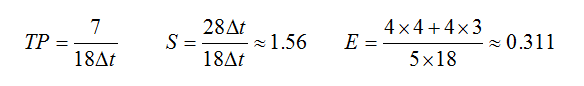 TP = 7/18Δt    S = 28Δt/18Δt ≈ 1.56    E = 4×4+4×3/5×18 ≈ 0.311